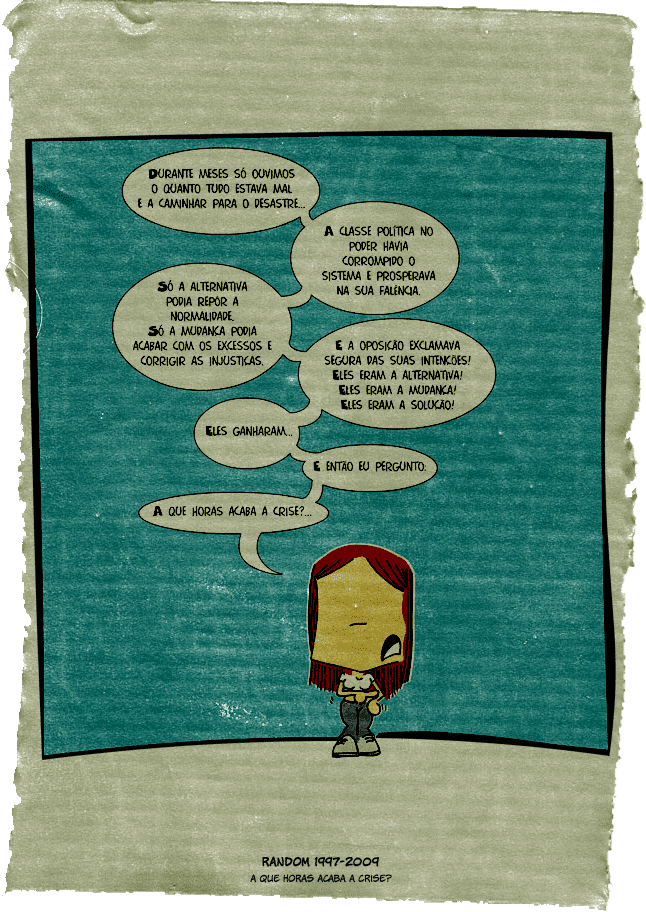 Durante meses só ouvimos
o quanto tudo estava mal
e a caminhar para o desastre...
A classe política no
poder havia
corrompido o
sistema e prosperava
na sua falência.
Só a alternativa
podia repôr a
normalidade.
Só a mudança podia
acabar com os excessos e
corrigir as injustiças.
E a oposição exclamava
segura das suas intenções!
Eles eram a alternativa!
Eles eram a mudança!
Eles eram a solução!
Eles ganharam...
E então eu pergunto:
A que horas acaba a crise?...
RANDOM 1997-2009
A QUE HORAS ACABA A CRISE?